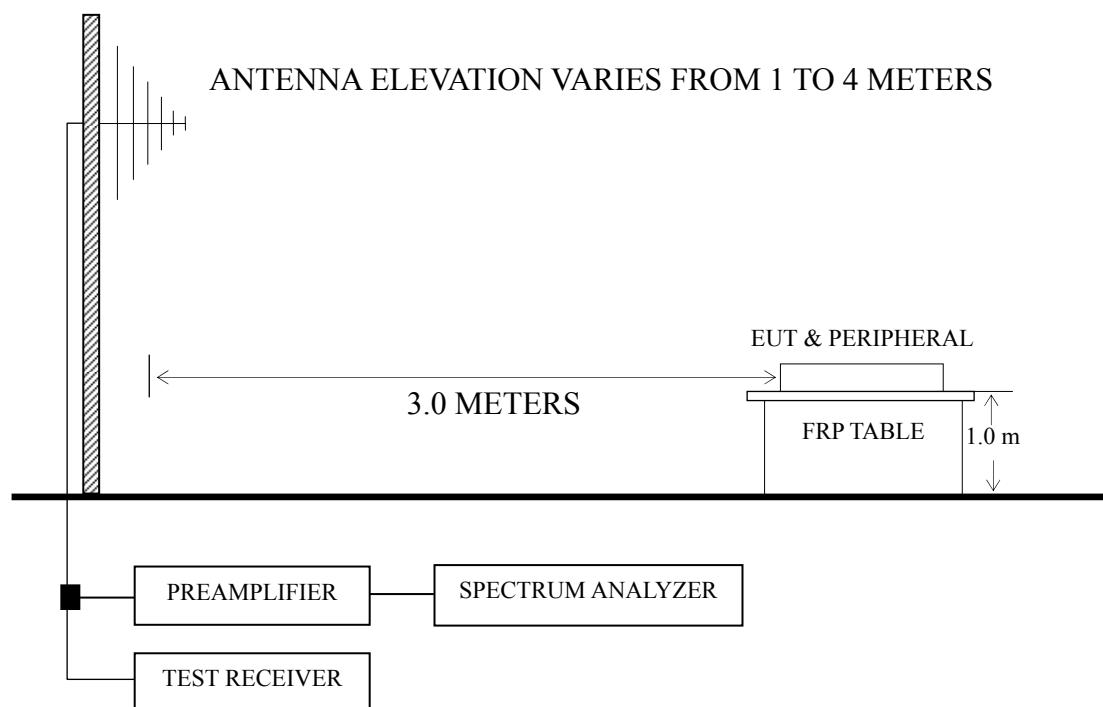 ANTENNA ELEVATION VARIES FROM 1 TO 4 METERS
EUT & PERIPHERAL
3.0 METERS
FRP TABLE
1.0 m
PREAMPLIFIER
SPECTRUM ANALYZER
TEST RECEIVER